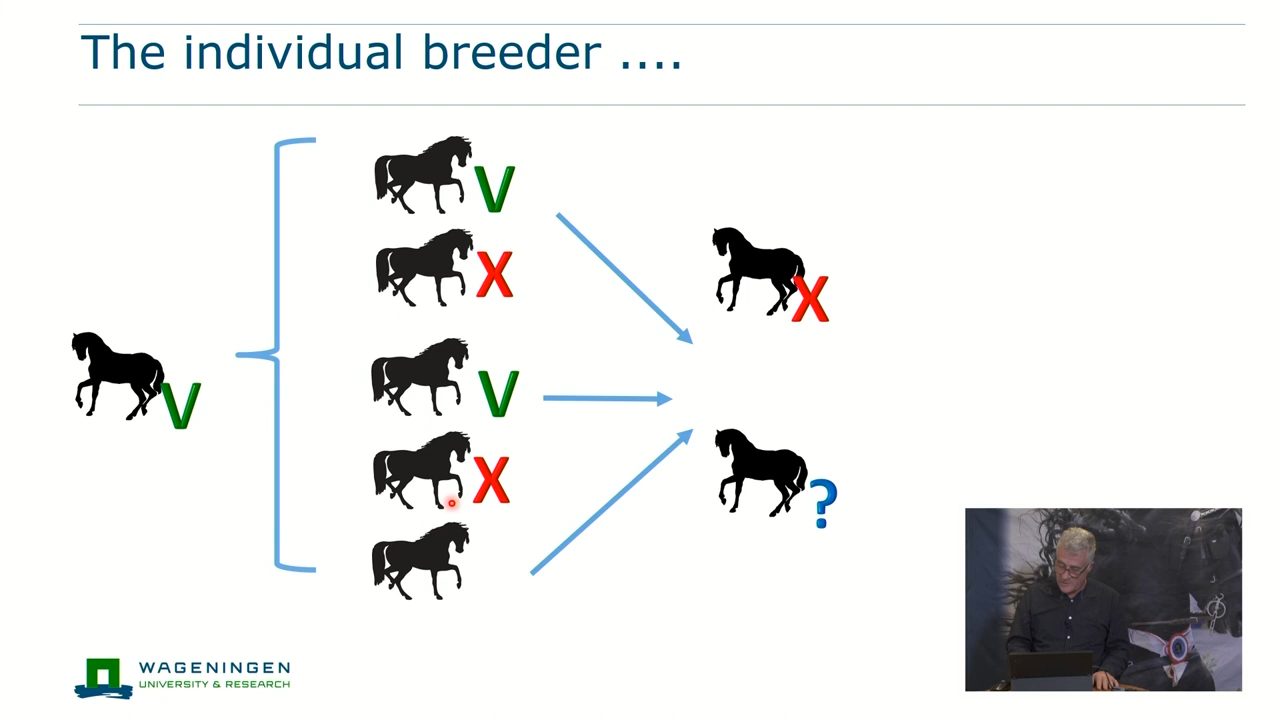 The individual breeder ....
V
X
X
V
V
X
?
WAGENINGEN
UNIVERSITY & RESEARCH